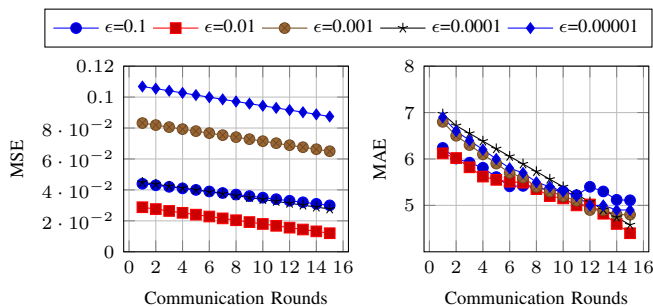 ϵ=0.1 ϵ=0.01 ϵ=0.001 ϵ=0.0001 ϵ=0.00001
0.12
0.1
8 · 10⁻²
6 · 10⁻²
4 · 10⁻²
2 · 10⁻²
0
MSE
0 2 4 6 8 10 12 14 16
Communication Rounds
8
7
6
5
MAE
0 2 4 6 8 10 12 14 16
Communication Rounds